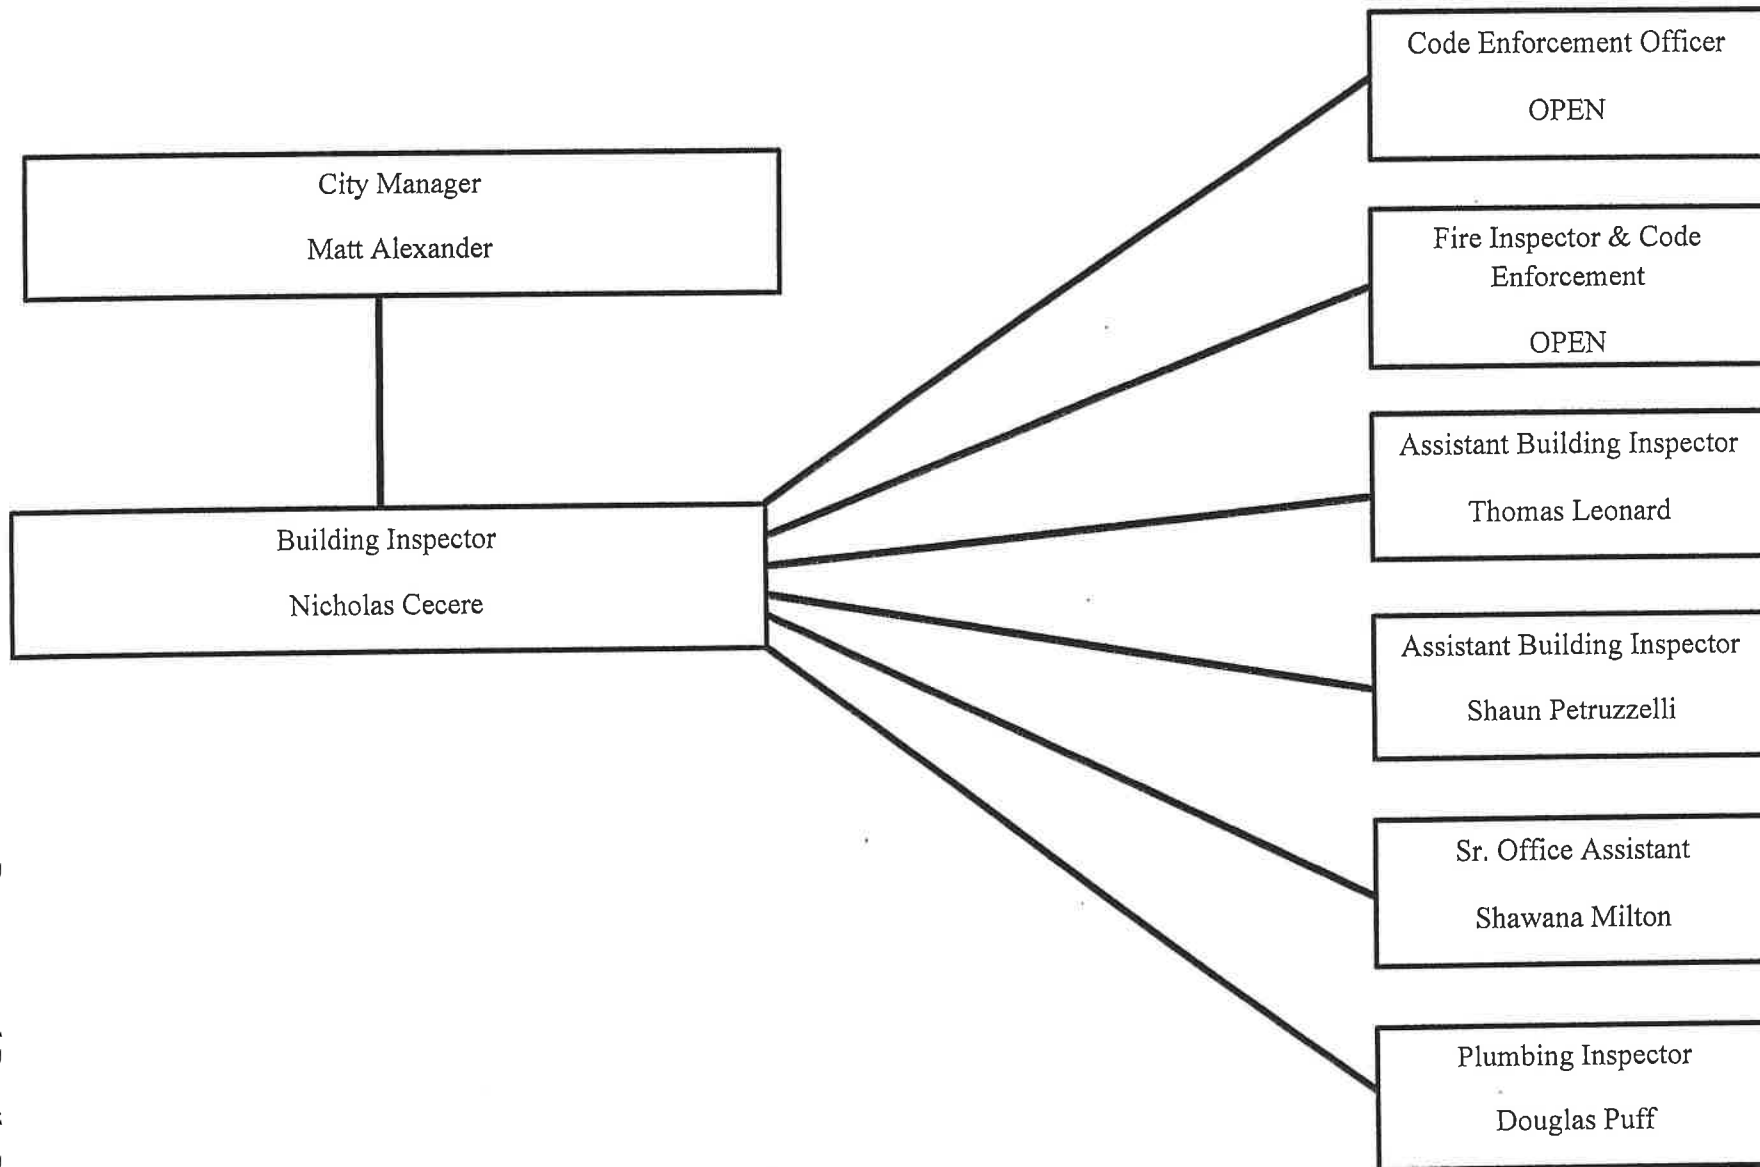 City Manager
Matt Alexander
Building Inspector
Nicholas Cecere
Code Enforcement Officer
OPEN
Fire Inspector & Code
Enforcement
OPEN
Assistant Building Inspector
Thomas Leonard
Assistant Building Inspector
Shaun Petruzzelli
Sr. Office Assistant
Shawana Milton
Plumbing Inspector
Douglas Puff